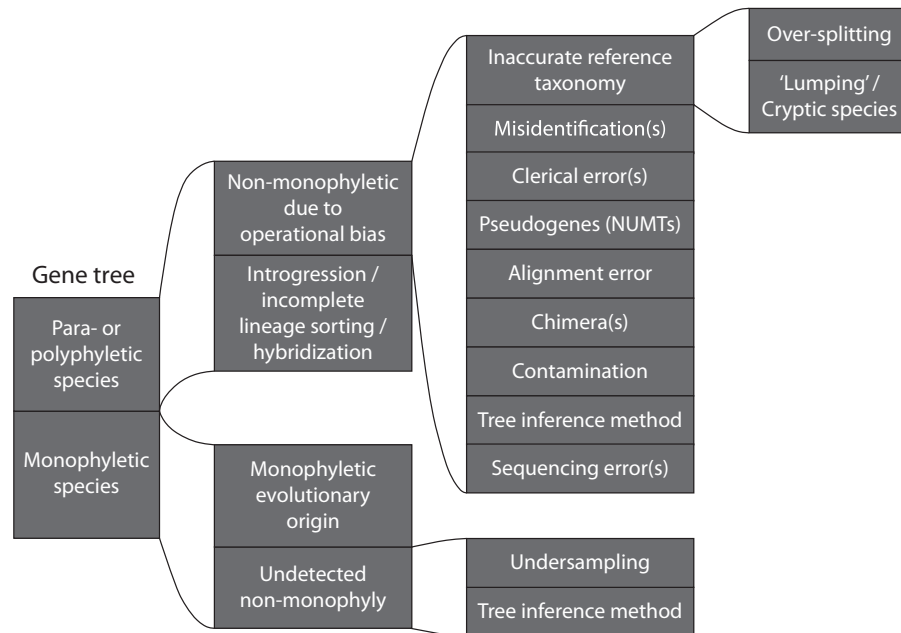 Gene tree
Para- or
polyphyletic
species
Monophyletic
species
Non-monophyletic
due to
operational bias
Introgression /
incomplete
lineage sorting /
hybridization
Monophyletic
evolutionary
origin
Undetected
non-monophyly
Inaccurate reference
taxonomy
Misidentification(s)
Clerical error(s)
Pseudogenes (NUMTs)
Alignment error
Chimera(s)
Contamination
Tree inference method
Sequencing error(s)
Undersampling
Tree inference method
Over-splitting
‘Lumping’ /
Cryptic species